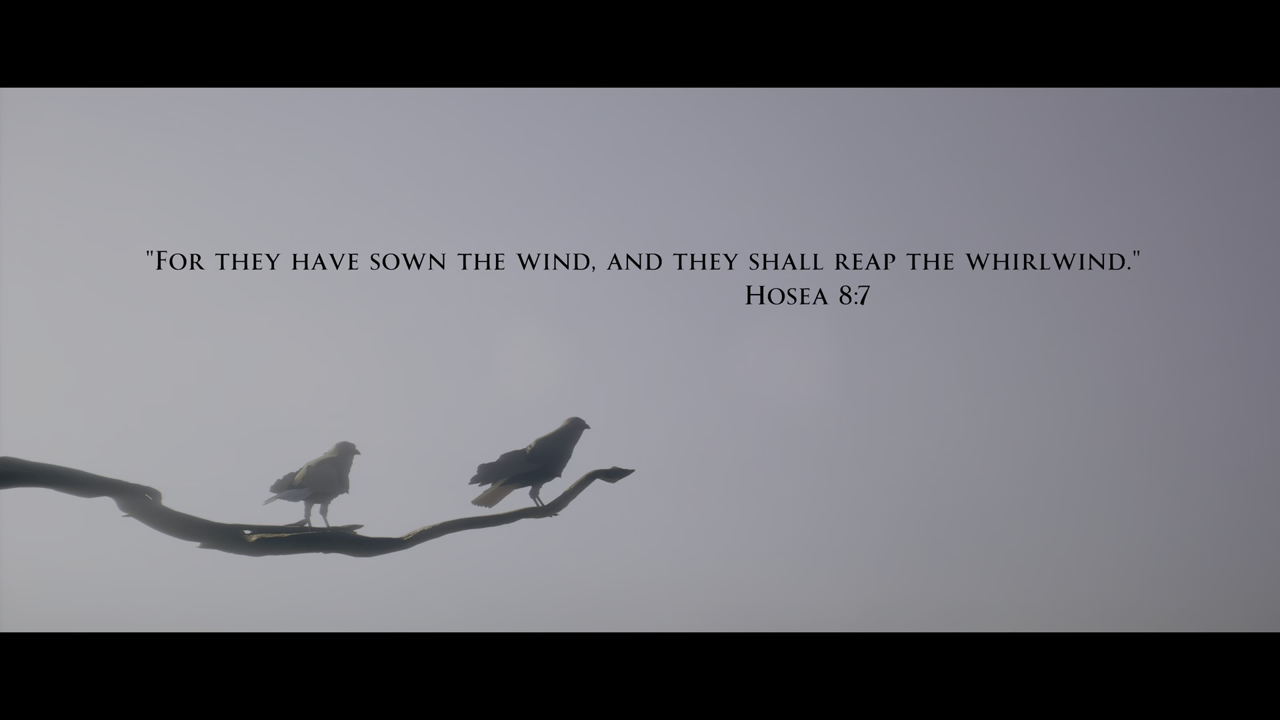 "For they have sown the wind, and they shall reap the whirlwind."
Hosea 8:7